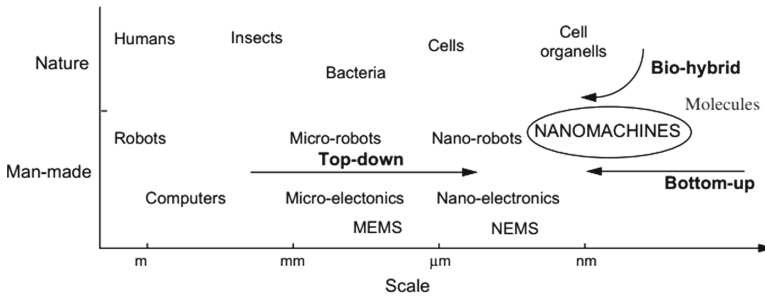 Humans
Insects
Cells
Cell
organells
Nature
Bacteria
Bio-hybrid
Molecules
Robots
Micro-robots
Nano-robots
NANOMACHINES
Top-down
Man-made
Bottom-up
Computers
Micro-electonics
Nano-electronics
MEMS
NEMS
m
mm
μm
nm
Scale